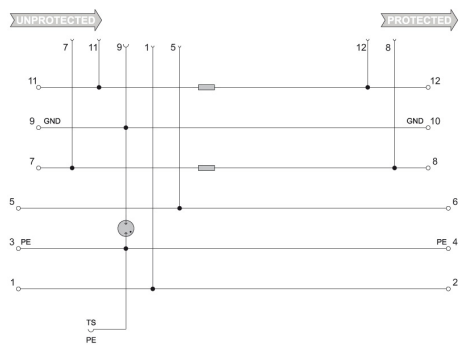 UNPROTECTED PROTECTED
7 11 9 1 5 12 8
11 12
9 GND GND 10
7 8
5 6
3 PE PE 4
1 2
TS
PE